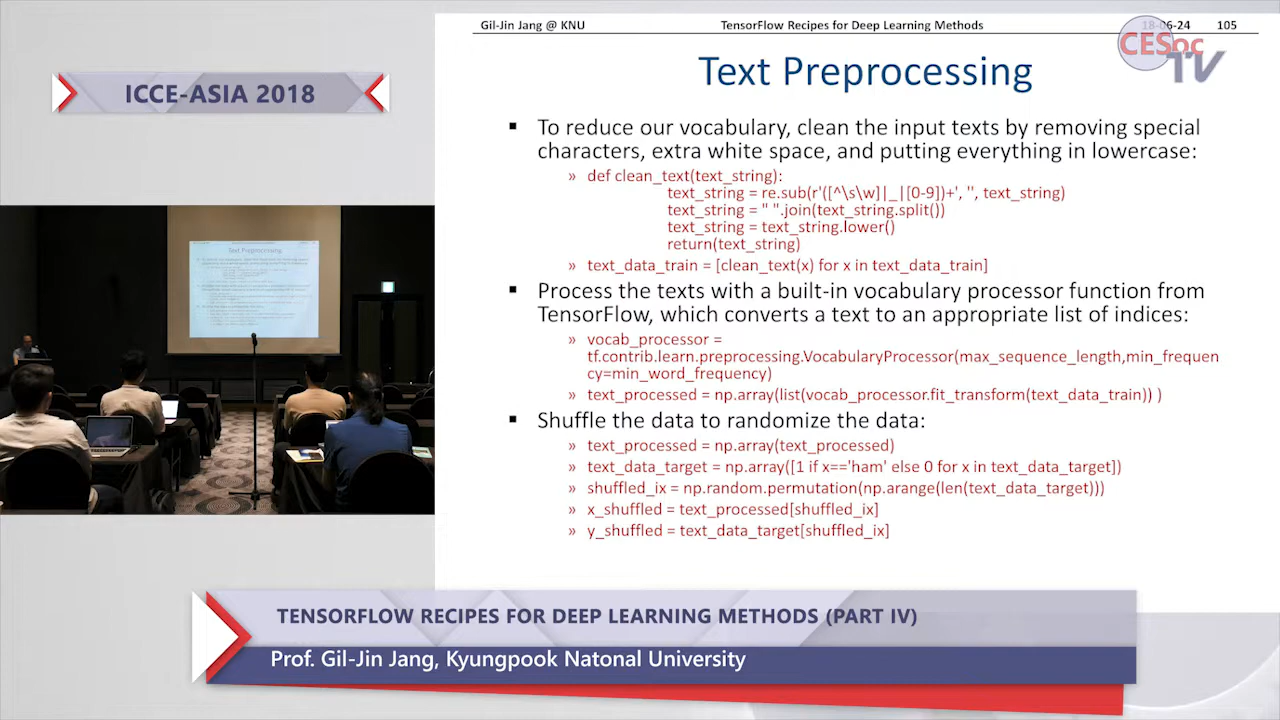 Gil-Jin Jang @ KNU
TensorFlow Recipes for Deep Learning Methods
18-06-24
105
CESoc
TV
ICCE-ASIA 2018
Text Preprocessing
▪ To reduce our vocabulary, clean the input texts by removing special
characters, extra white space, and putting everything in lowercase:
» def clean_text(text_string):
text_string = re.sub(r'([^\s\w]|_|[0-9])+', '', text_string)
text_string = " ".join(text_string.split())
text_string = text_string.lower()
return(text_string)
» text_data_train = [clean_text(x) for x in text_data_train]
▪ Process the texts with a built-in vocabulary processor function from
TensorFlow, which converts a text to an appropriate list of indices:
» vocab_processor =
tf.contrib.learn.preprocessing.VocabularyProcessor(max_sequence_length,min_frequen
cy=min_word_frequency)
» text_processed = np.array(list(vocab_processor.fit_transform(text_data_train)) )
▪ Shuffle the data to randomize the data:
» text_processed = np.array(text_processed)
» text_data_target = np.array([1 if x=='ham' else 0 for x in text_data_target])
» shuffled_ix = np.random.permutation(np.arange(len(text_data_target)))
» x_shuffled = text_processed[shuffled_ix]
» y_shuffled = text_data_target[shuffled_ix]
Text Preprocessing
TENSORFLOW RECIPES FOR DEEP LEARNING METHODS (PART IV)
Prof. Gil-Jin Jang, Kyungpook Natonal University